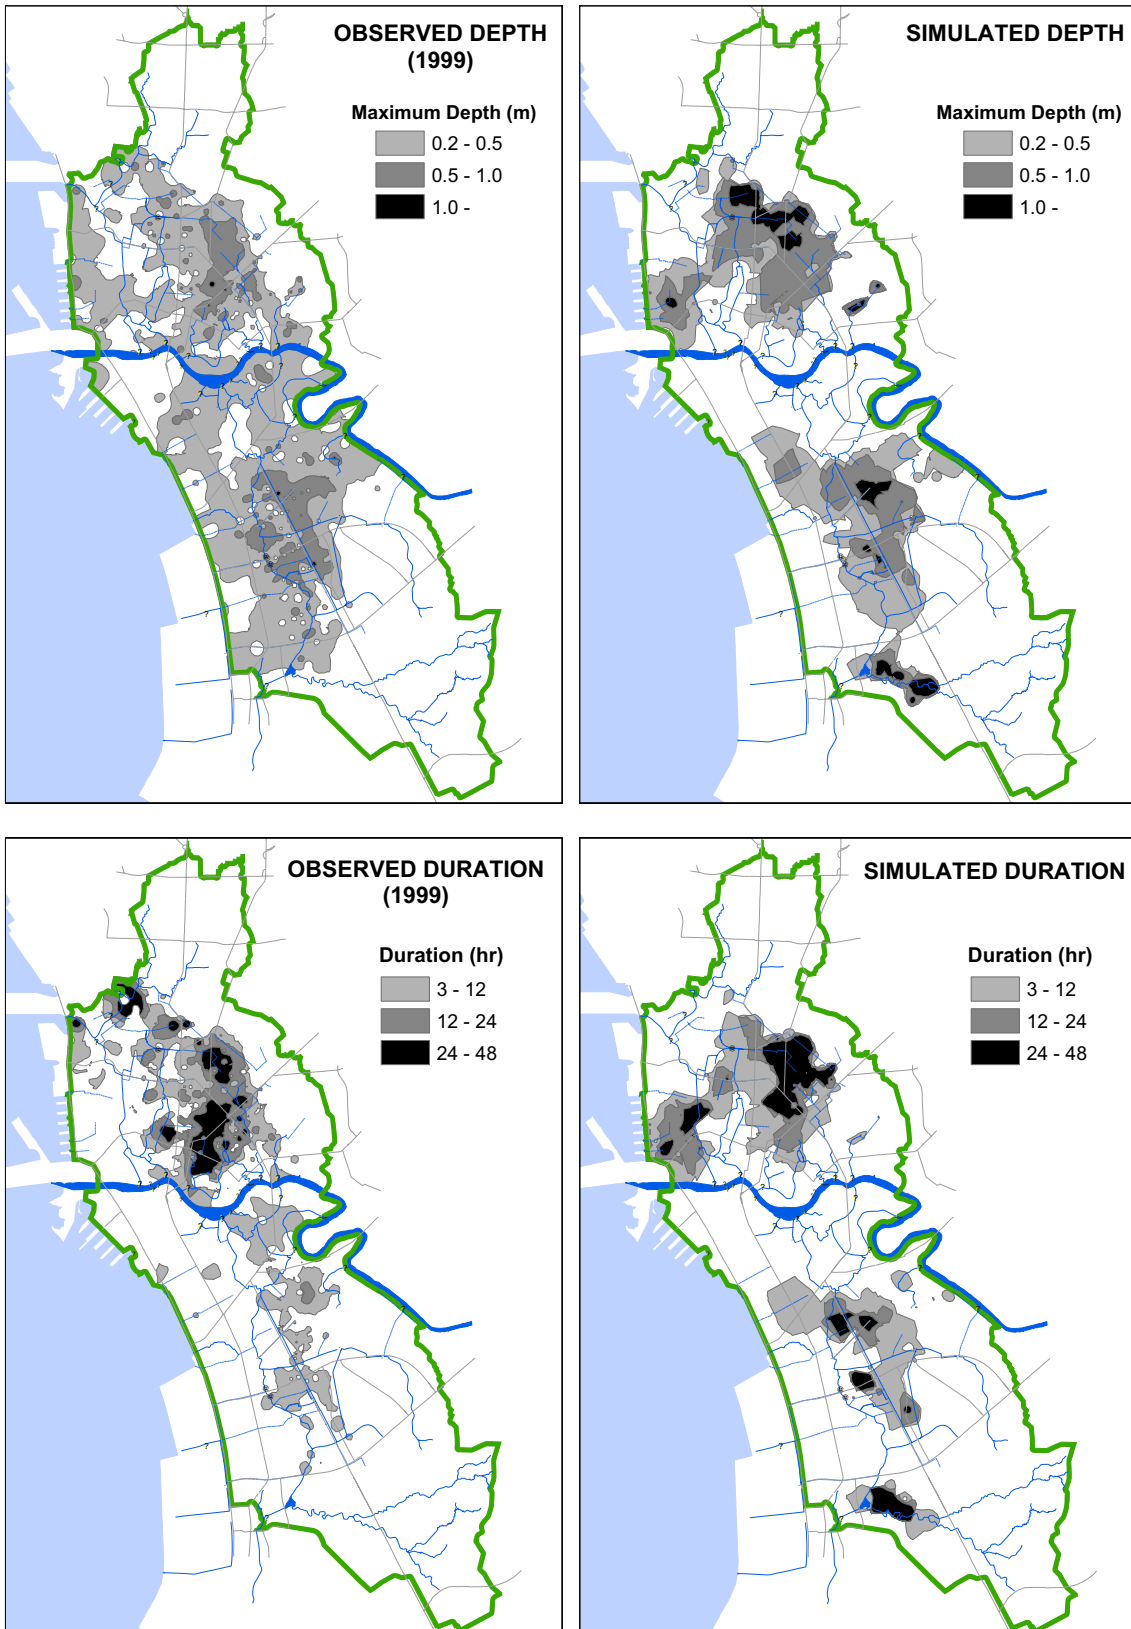 OBSERVED DEPTH
(1999)
Maximum Depth (m)
0.2 - 0.5
0.5 - 1.0
1.0 -
SIMULATED DEPTH
Maximum Depth (m)
0.2 - 0.5
0.5 - 1.0
1.0 -
OBSERVED DURATION
(1999)
Duration (hr)
3 - 12
12 - 24
24 - 48
SIMULATED DURATION
Duration (hr)
3 - 12
12 - 24
24 - 48